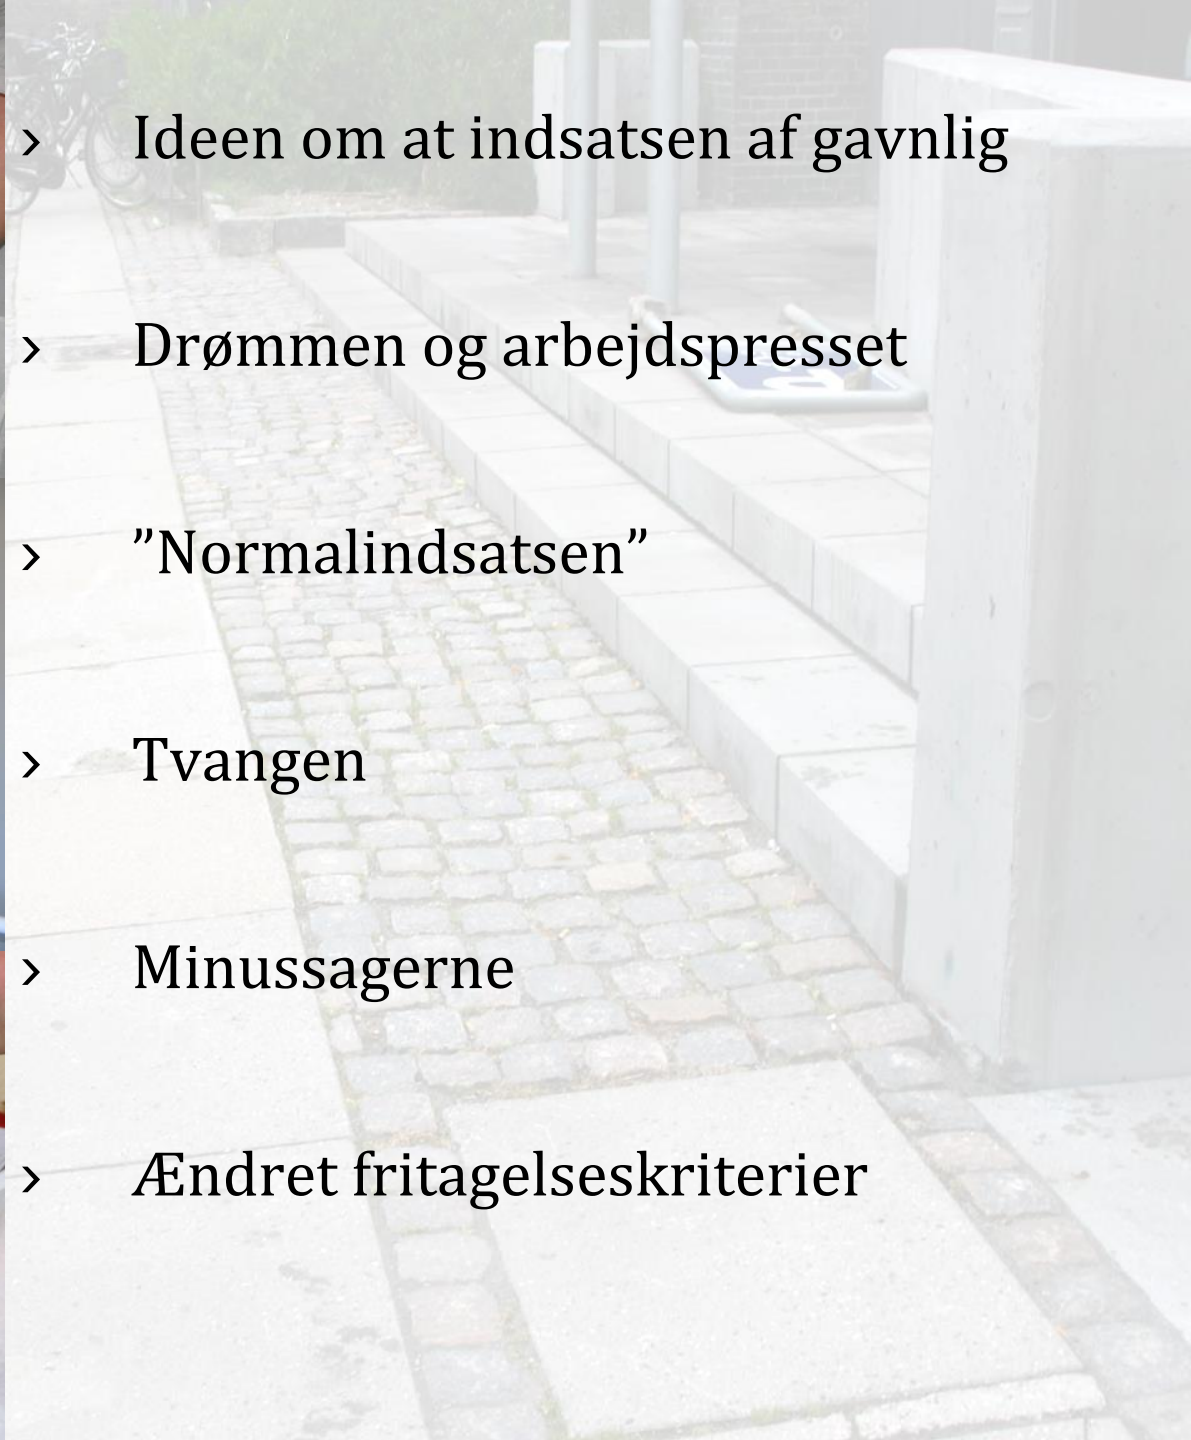 › Ideen om at indsatsen af gavnlig
› Drømmen og arbejdspresset
› ”Normalindsatsen”
› Tvangen
› Minussagerne
› Ændret fritagelseskriterier